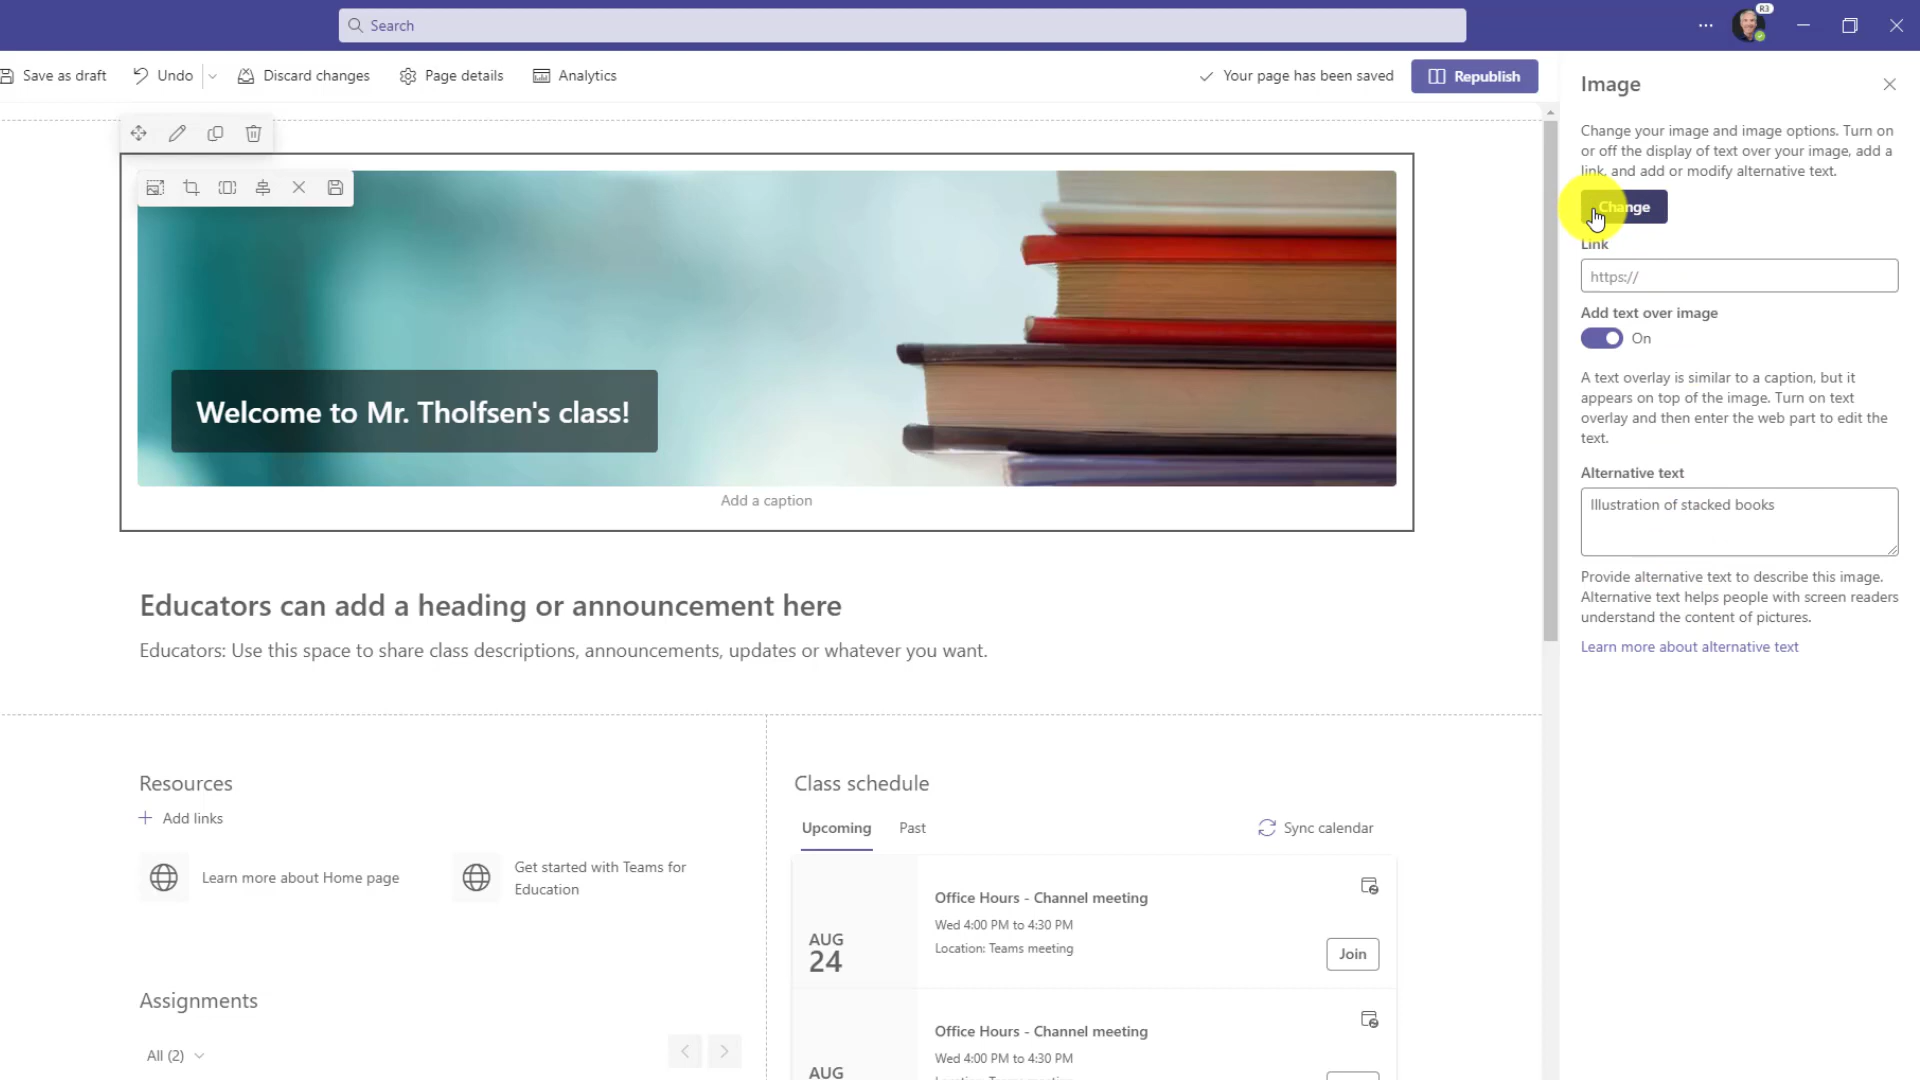 Search
R3
Save as draft
Undo
Discard changes
Page details
Analytics
Your page has been saved
Republish
Image
Change your image and image options. Turn on
or off the display of text over your image, add a
link, and add or modify alternative text.
Change
Link
https://
Add text over image
On
A text overlay is similar to a caption, but it
appears on top of the image. Turn on text
overlay and then enter the web part to edit the
text.
Alternative text
Illustration of stacked books
Provide alternative text to describe this image.
Alternative text helps people with screen readers
understand the content of pictures.
Learn more about alternative text
Welcome to Mr. Tholfsen's class!
Add a caption
Educators can add a heading or announcement here
Educators: Use this space to share class descriptions, announcements, updates or whatever you want.
Resources
Add links
Learn more about Home page
Get started with Teams for
Education
Assignments
All (2)
Class schedule
Upcoming
Past
Sync calendar
AUG
24
Office Hours - Channel meeting
Wed 4:00 PM to 4:30 PM
Location: Teams meeting
Join
AUG
Office Hours - Channel meeting
Wed 4:00 PM to 4:30 PM